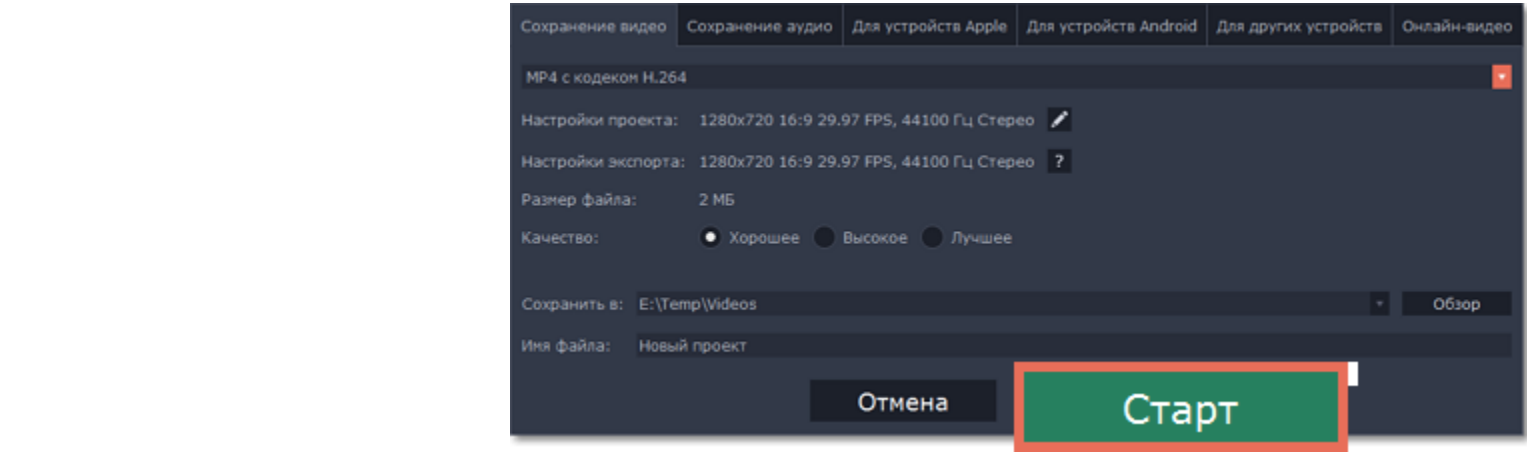 Сохранение видео Сохранение аудио Для устройств Apple Для устройств Android Для других устройств Онлайн-видео
MP4 с кодеком H.264
Настройки проекта: 1280x720 16:9 29.97 FPS, 44100 Гц Стерео
Настройки экспорта: 1280x720 16:9 29.97 FPS, 44100 Гц Стерео ?
Размер файла: 2 МБ
Качество: Хорошее Высокое Лучшее
Сохранить в: E:\Temp\Videos Обзор
Имя файла: Новый проект
Отмена Старт